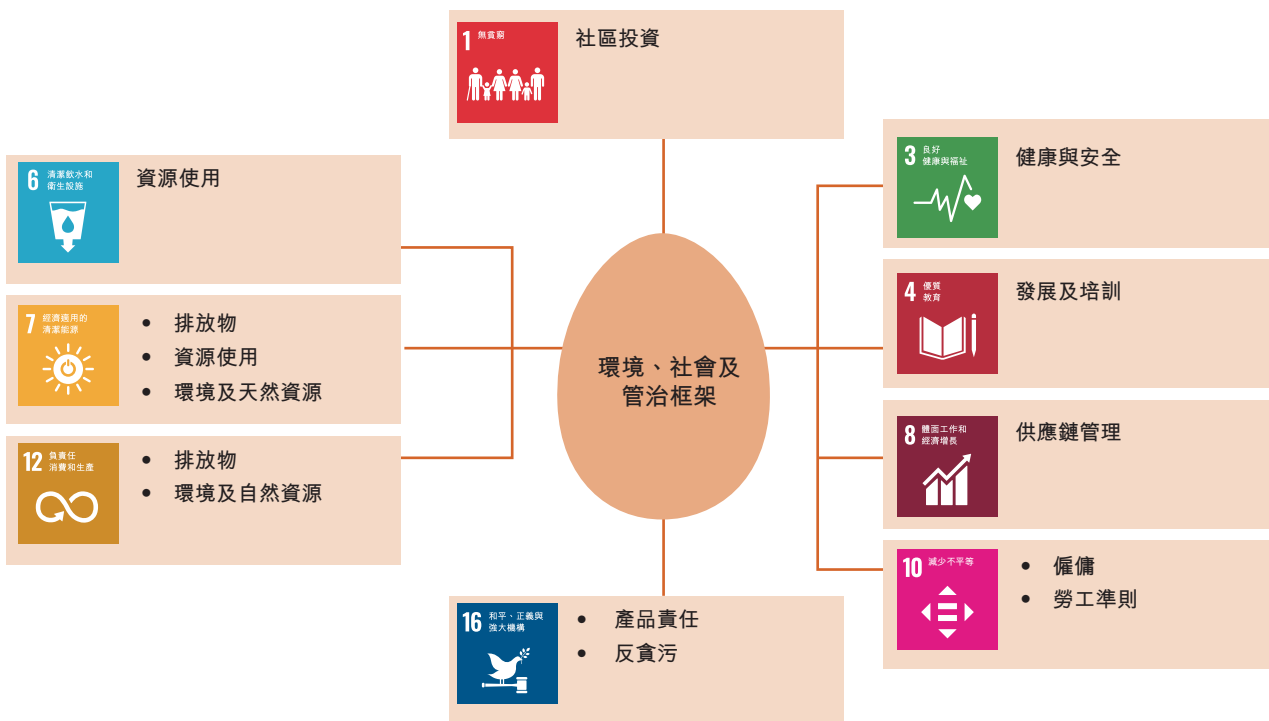 1 無貧窮
社區投資
6 清潔飲水和
衛生設施
資源使用
7 經濟適用的
清潔能源
• 排放物
• 資源使用
• 環境及天然資源
12 負責任
消費和生產
• 排放物
• 環境及自然資源
環境、社會及
管治框架
3 良好
健康與福祉
健康與安全
4 優質
教育
發展及培訓
8 體面工作和
經濟增長
供應鏈管理
10 減少不平等
• 僱傭
• 勞工準則
16 和平、正義與
強大機構
• 產品責任
• 反貪污